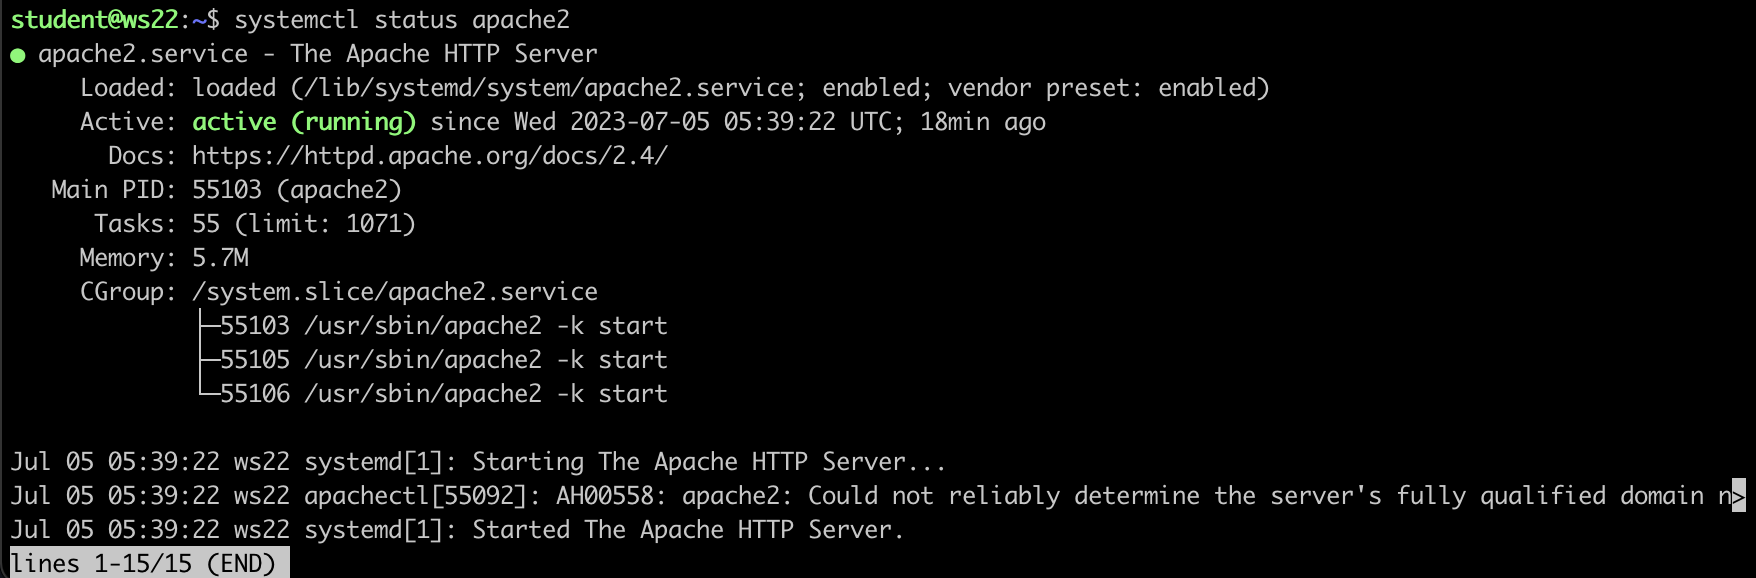 student@ws22:~$ systemctl status apache2
● apache2.service - The Apache HTTP Server
     Loaded: loaded (/lib/systemd/system/apache2.service; enabled; vendor preset: enabled)
     Active: active (running) since Wed 2023-07-05 05:39:22 UTC; 18min ago
       Docs: https://httpd.apache.org/docs/2.4/
   Main PID: 55103 (apache2)
      Tasks: 55 (limit: 1071)
     Memory: 5.7M
     CGroup: /system.slice/apache2.service
             ├─55103 /usr/sbin/apache2 -k start
             ├─55105 /usr/sbin/apache2 -k start
             └─55106 /usr/sbin/apache2 -k start

Jul 05 05:39:22 ws22 systemd[1]: Starting The Apache HTTP Server...
Jul 05 05:39:22 ws22 apachectl[55092]: AH00558: apache2: Could not reliably determine the server's fully qualified domain n>
Jul 05 05:39:22 ws22 systemd[1]: Started The Apache HTTP Server.
lines 1-15/15 (END)